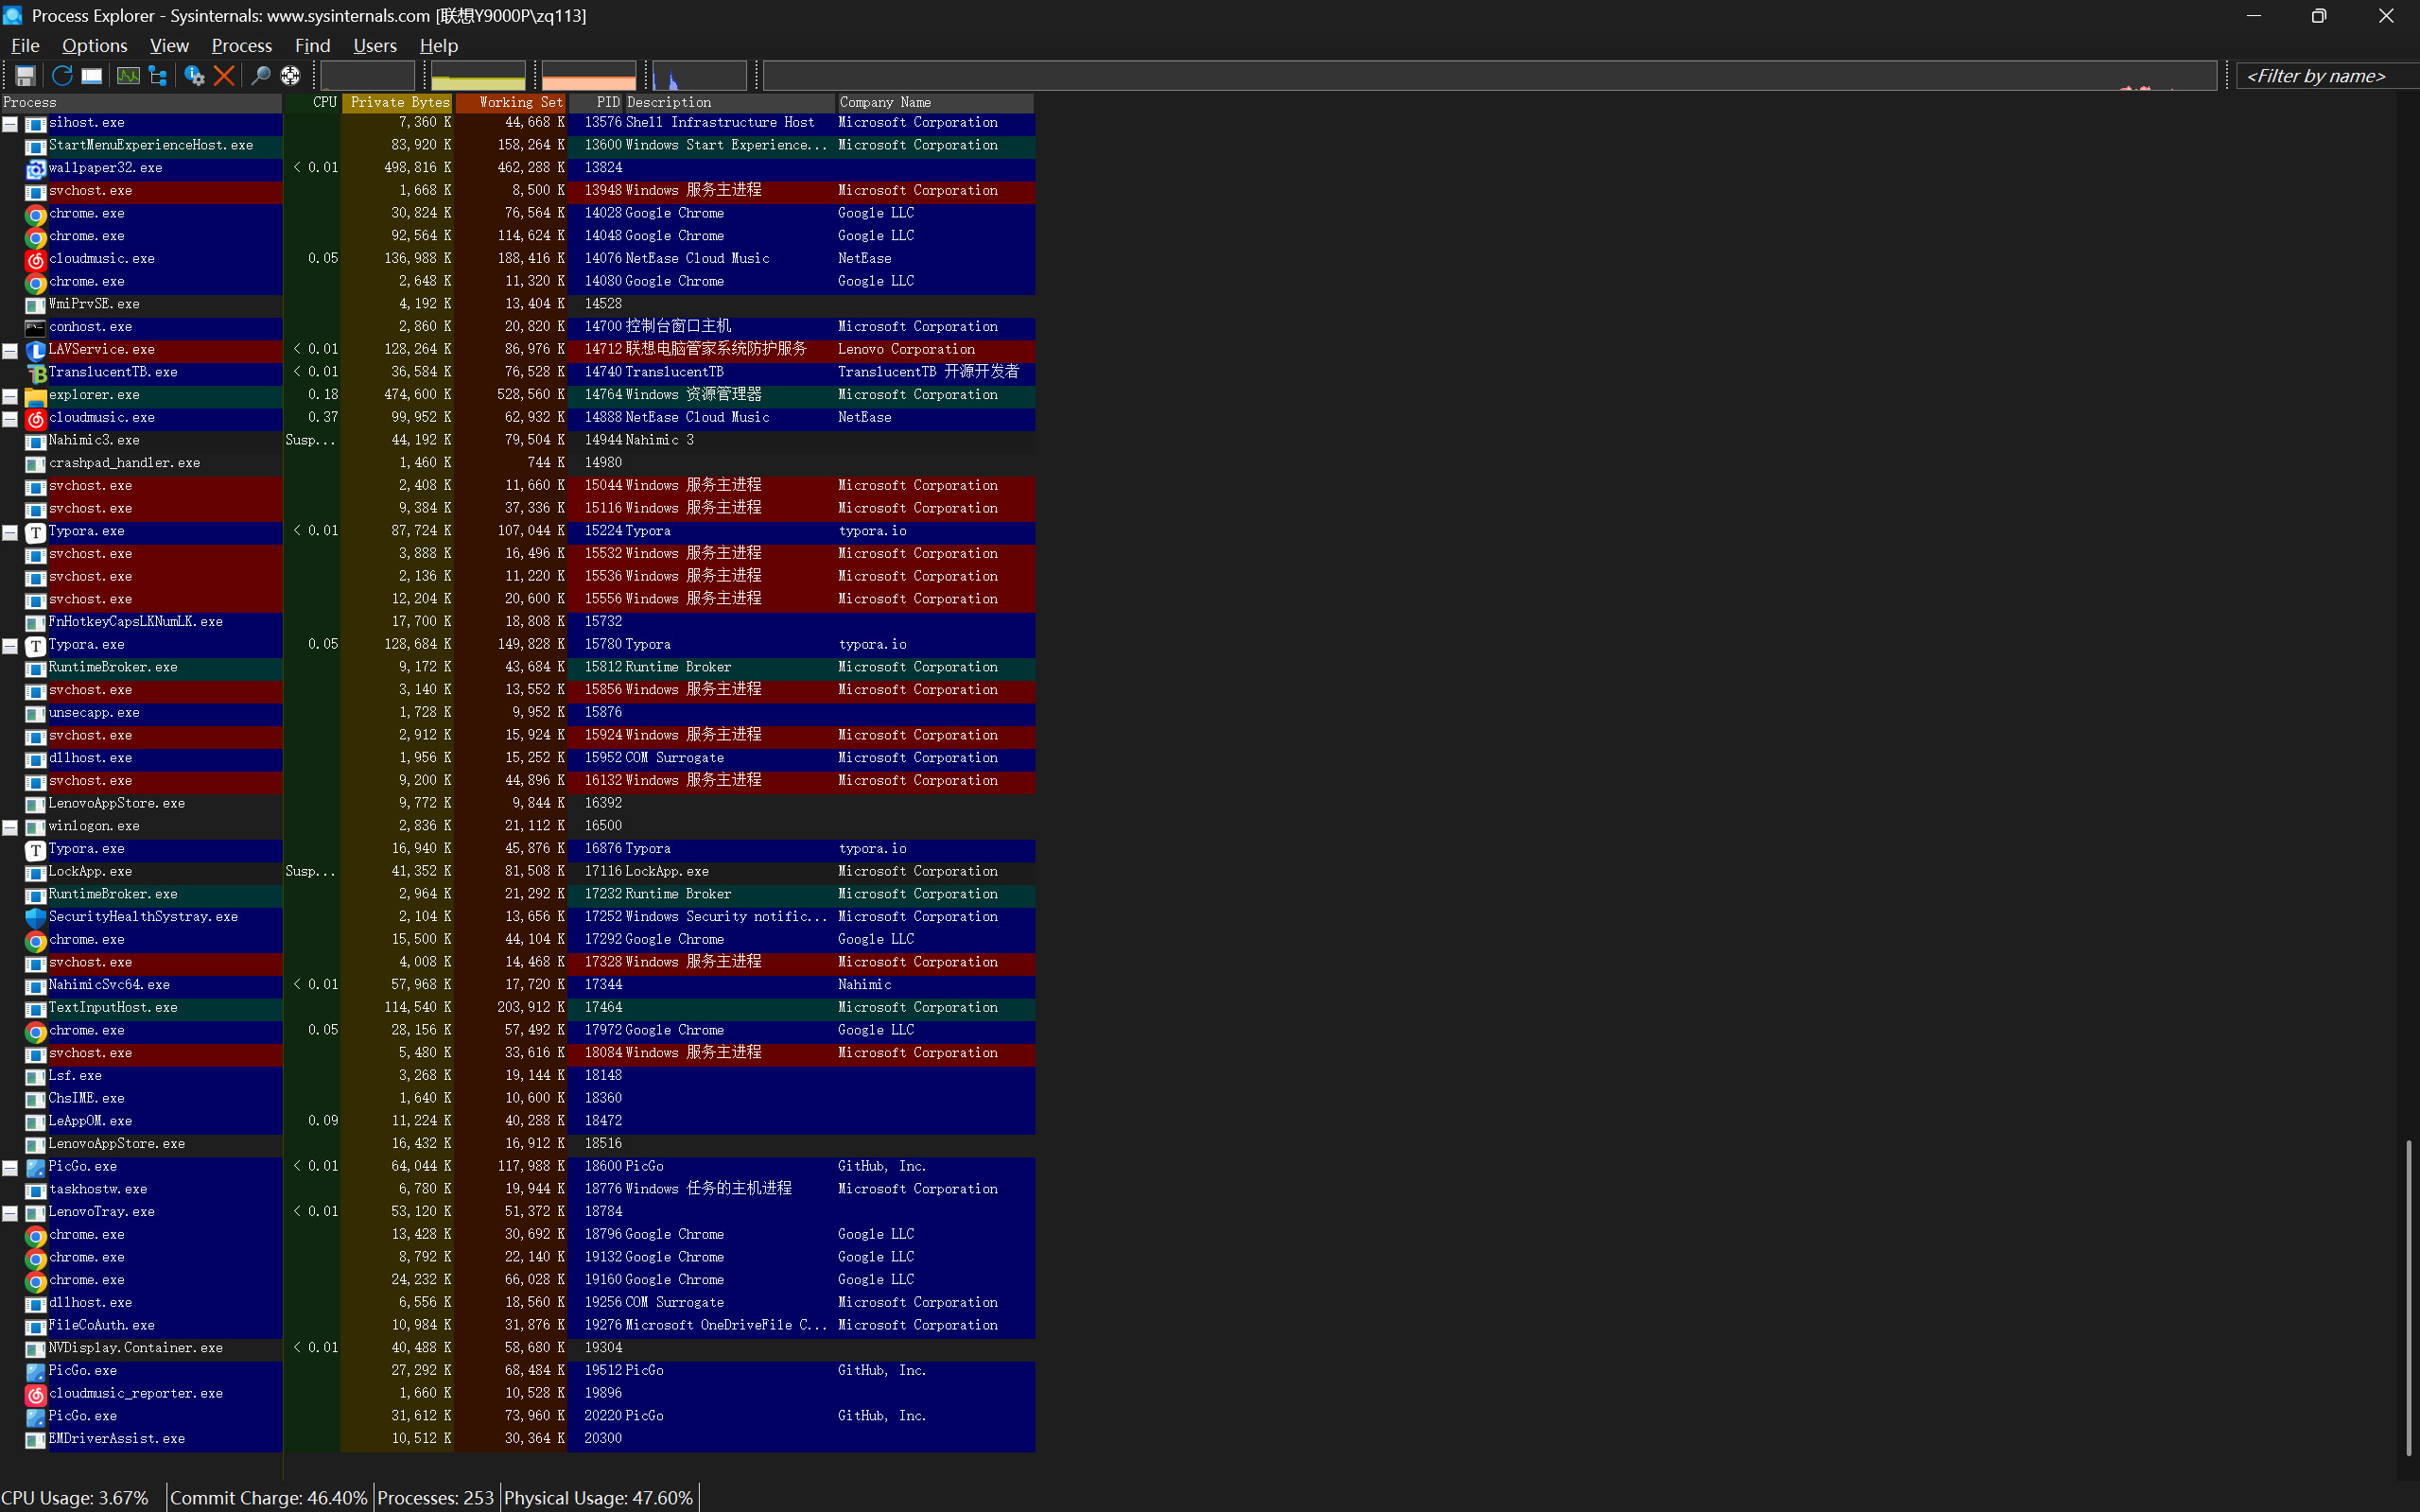 Process Explorer - Sysinternals: www.sysinternals.com [联想Y9000P\zq113]
File Options View Process Find Users Help
<Filter by name>
Process CPU Private Bytes Working Set PID Description Company Name
sihost.exe 7,360 K 44,668 K 13576 Shell Infrastructure Host Microsoft Corporation
StartMenuExperienceHost.exe 83,920 K 158,264 K 13600 Windows Start Experience... Microsoft Corporation
wallpaper32.exe < 0.01 498,816 K 462,288 K 13824
svchost.exe 1,668 K 8,500 K 13948 Windows 服务主进程 Microsoft Corporation
chrome.exe 30,824 K 76,564 K 14028 Google Chrome Google LLC
chrome.exe 92,564 K 114,624 K 14048 Google Chrome Google LLC
cloudmusic.exe 0.05 136,988 K 188,416 K 14076 NetEase Cloud Music NetEase
chrome.exe 2,648 K 11,320 K 14080 Google Chrome Google LLC
WmiPrvSE.exe 4,192 K 13,404 K 14528
conhost.exe 2,860 K 20,820 K 14700 控制台窗口主机 Microsoft Corporation
LAVService.exe < 0.01 128,264 K 86,976 K 14712 联想电脑管家系统防护服务 Lenovo Corporation
TranslucentTB.exe < 0.01 36,584 K 76,528 K 14740 TranslucentTB TranslucentTB 开源开发者
explorer.exe 0.18 474,600 K 528,560 K 14764 Windows 资源管理器 Microsoft Corporation
cloudmusic.exe 0.37 99,952 K 62,932 K 14888 NetEase Cloud Music NetEase
Nahimic3.exe Susp... 44,192 K 79,504 K 14944 Nahimic 3
crashpad_handler.exe 1,460 K 744 K 14980
svchost.exe 2,408 K 11,660 K 15044 Windows 服务主进程 Microsoft Corporation
svchost.exe 9,384 K 37,336 K 15116 Windows 服务主进程 Microsoft Corporation
Typora.exe < 0.01 87,724 K 107,044 K 15224 Typora typora.io
svchost.exe 3,888 K 16,496 K 15532 Windows 服务主进程 Microsoft Corporation
svchost.exe 2,136 K 11,220 K 15536 Windows 服务主进程 Microsoft Corporation
svchost.exe 12,204 K 20,600 K 15556 Windows 服务主进程 Microsoft Corporation
FnHotkeyCapsLKNumLK.exe 17,700 K 18,808 K 15732
Typora.exe 0.05 128,684 K 149,828 K 15780 Typora typora.io
RuntimeBroker.exe 9,172 K 43,684 K 15812 Runtime Broker Microsoft Corporation
svchost.exe 3,140 K 13,552 K 15856 Windows 服务主进程 Microsoft Corporation
unsecapp.exe 1,728 K 9,952 K 15876
svchost.exe 2,912 K 15,924 K 15924 Windows 服务主进程 Microsoft Corporation
dllhost.exe 1,956 K 15,252 K 15952 COM Surrogate Microsoft Corporation
svchost.exe 9,200 K 44,896 K 16132 Windows 服务主进程 Microsoft Corporation
LenovoAppStore.exe 9,772 K 9,844 K 16392
winlogon.exe 2,836 K 21,112 K 16500
Typora.exe 16,940 K 45,876 K 16876 Typora typora.io
LockApp.exe Susp... 41,352 K 81,508 K 17116 LockApp.exe Microsoft Corporation
RuntimeBroker.exe 2,964 K 21,292 K 17232 Runtime Broker Microsoft Corporation
SecurityHealthSystray.exe 2,104 K 13,656 K 17252 Windows Security notific... Microsoft Corporation
chrome.exe 15,500 K 44,104 K 17292 Google Chrome Google LLC
svchost.exe 4,008 K 14,468 K 17328 Windows 服务主进程 Microsoft Corporation
NahimicSvc64.exe < 0.01 57,968 K 17,720 K 17344 Nahimic
TextInputHost.exe 114,540 K 203,912 K 17464 Microsoft Corporation
chrome.exe 0.05 28,156 K 57,492 K 17972 Google Chrome Google LLC
svchost.exe 5,480 K 33,616 K 18084 Windows 服务主进程 Microsoft Corporation
Lsf.exe 3,268 K 19,144 K 18148
ChsIME.exe 1,640 K 10,600 K 18360
LeAppOM.exe 0.09 11,224 K 40,288 K 18472
LenovoAppStore.exe 16,432 K 16,912 K 18516
PicGo.exe < 0.01 64,044 K 117,988 K 18600 PicGo GitHub, Inc.
taskhostw.exe 6,780 K 19,944 K 18776 Windows 任务的主机进程 Microsoft Corporation
LenovoTray.exe < 0.01 53,120 K 51,372 K 18784
chrome.exe 13,428 K 30,692 K 18796 Google Chrome Google LLC
chrome.exe 8,792 K 22,140 K 19132 Google Chrome Google LLC
chrome.exe 24,232 K 66,028 K 19160 Google Chrome Google LLC
dllhost.exe 6,556 K 18,560 K 19256 COM Surrogate Microsoft Corporation
FileCoAuth.exe 10,984 K 31,876 K 19276 Microsoft OneDriveFile C... Microsoft Corporation
NVDisplay.Container.exe < 0.01 40,488 K 58,680 K 19304
PicGo.exe 27,292 K 68,484 K 19512 PicGo GitHub, Inc.
cloudmusic_reporter.exe 1,660 K 10,528 K 19896
PicGo.exe 31,612 K 73,960 K 20220 PicGo GitHub, Inc.
EMDriverAssist.exe 10,512 K 30,364 K 20300
CPU Usage: 3.67% Commit Charge: 46.40% Processes: 253 Physical Usage: 47.60%